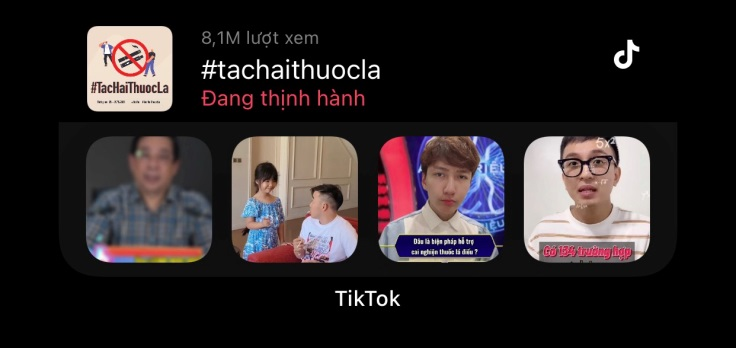 8,1M lượt xem
#tachaithuocla
Đang thịnh hành
#TacHaiThuocLa
Đâu là biện pháp hỗ trợ
cai nghiện thuốc lá điếu ?
Có 154 trường hợp
TikTok